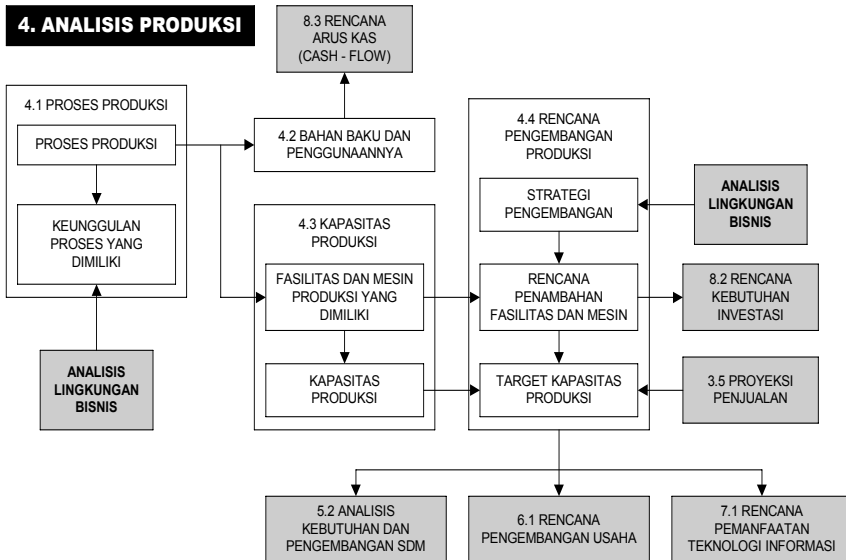 4. ANALISIS PRODUKSI
8.3 RENCANA
ARUS KAS
(CASH - FLOW)
4.1 PROSES PRODUKSI
PROSES PRODUKSI
KEUNGGULAN
PROSES YANG
DIMILIKI
ANALISIS
LINGKUNGAN
BISNIS
4.2 BAHAN BAKU DAN
PENGGUNAANNYA
4.3 KAPASITAS
PRODUKSI
FASILITAS DAN MESIN
PRODUKSI YANG
DIMILIKI
KAPASITAS
PRODUKSI
4.4 RENCANA
PENGEMBANGAN
PRODUKSI
STRATEGI
PENGEMBANGAN
RENCANA
PENAMBAHAN
FASILITAS DAN MESIN
TARGET KAPASITAS
PRODUKSI
ANALISIS
LINGKUNGAN
BISNIS
8.2 RENCANA
KEBUTUHAN
INVESTASI
3.5 PROYEKSI
PENJUALAN
5.2 ANALISIS
KEBUTUHAN DAN
PENGEMBANGAN SDM
6.1 RENCANA
PENGEMBANGAN USAHA
7.1 RENCANA
PEMANFAATAN
TEKNOLOGI INFORMASI